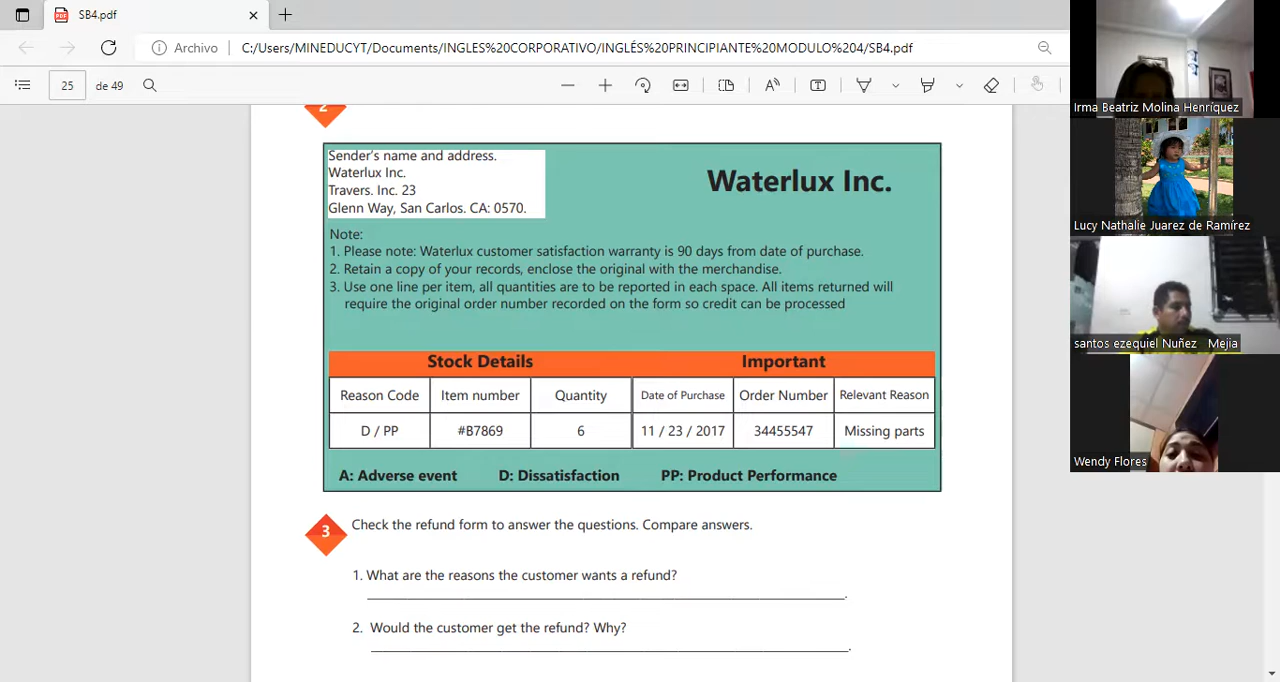 SB4.pdf
Archivo
C:/Users/MINEDUCYT/Documents/INGLES%20CORPORATIVO/INGLÉS%20PRINCIPIANTE%20MODULO%204/SB4.pdf
25 de 49
2
Sender's name and address.
Waterlux Inc.
Travers. Inc. 23
Glenn Way, San Carlos. CA: 0570.
Waterlux Inc.
Note:
1. Please note: Waterlux customer satisfaction warranty is 90 days from date of purchase.
2. Retain a copy of your records, enclose the original with the merchandise.
3. Use one line per item, all quantities are to be reported in each space. All items returned will
require the original order number recorded on the form so credit can be processed
Stock Details Important
Reason Code Item number Quantity Date of Purchase Order Number Relevant Reason
D / PP #B7869 6 11 / 23 / 2017 34455547 Missing parts
A: Adverse event D: Dissatisfaction PP: Product Performance
3 Check the refund form to answer the questions. Compare answers.
1. What are the reasons the customer wants a refund?
2. Would the customer get the refund? Why?
Irma Beatriz Molina Henríquez
Lucy Nathalie Juarez de Ramírez
santos ezequiel Nuñez Mejia
Wendy Flores